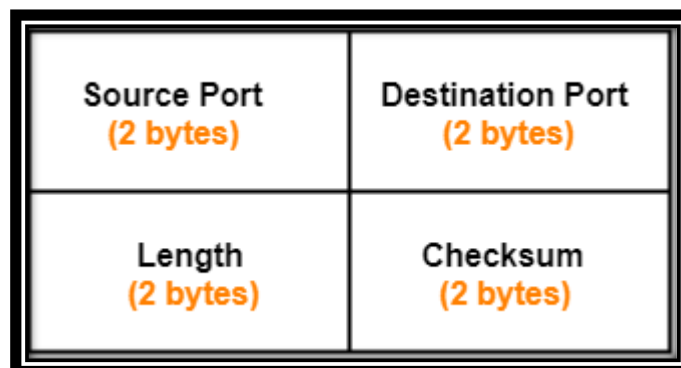 Source Port
(2 bytes)
Destination Port
(2 bytes)
Length
(2 bytes)
Checksum
(2 bytes)